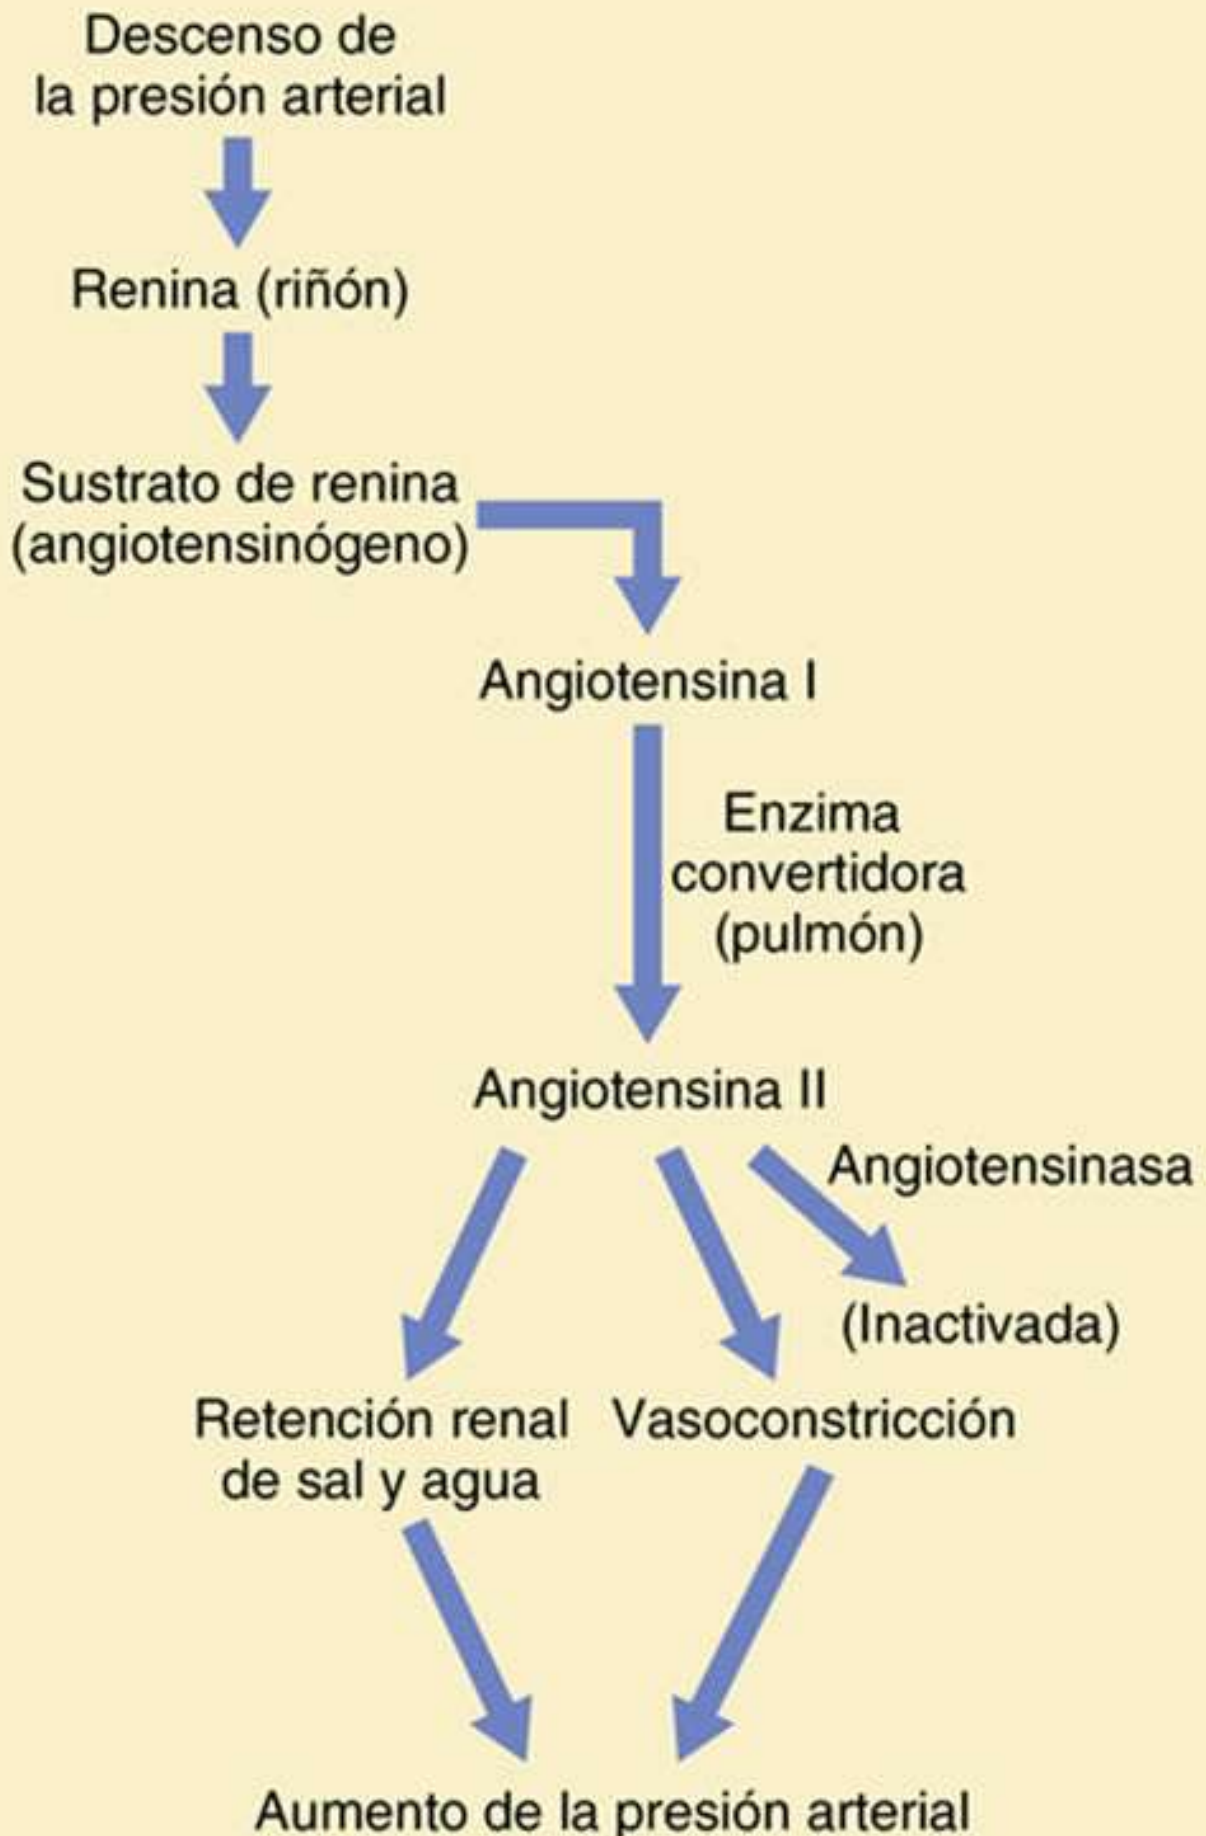 Descenso de
la presión arterial
Renina (riñón)
Sustrato de renina
(angiotensinógeno)
Angiotensina I
Enzima
convertidora
(pulmón)
Angiotensina II
Angiotensinasa
(Inactivada)
Retención renal
de sal y agua
Vasoconstricción
Aumento de la presión arterial